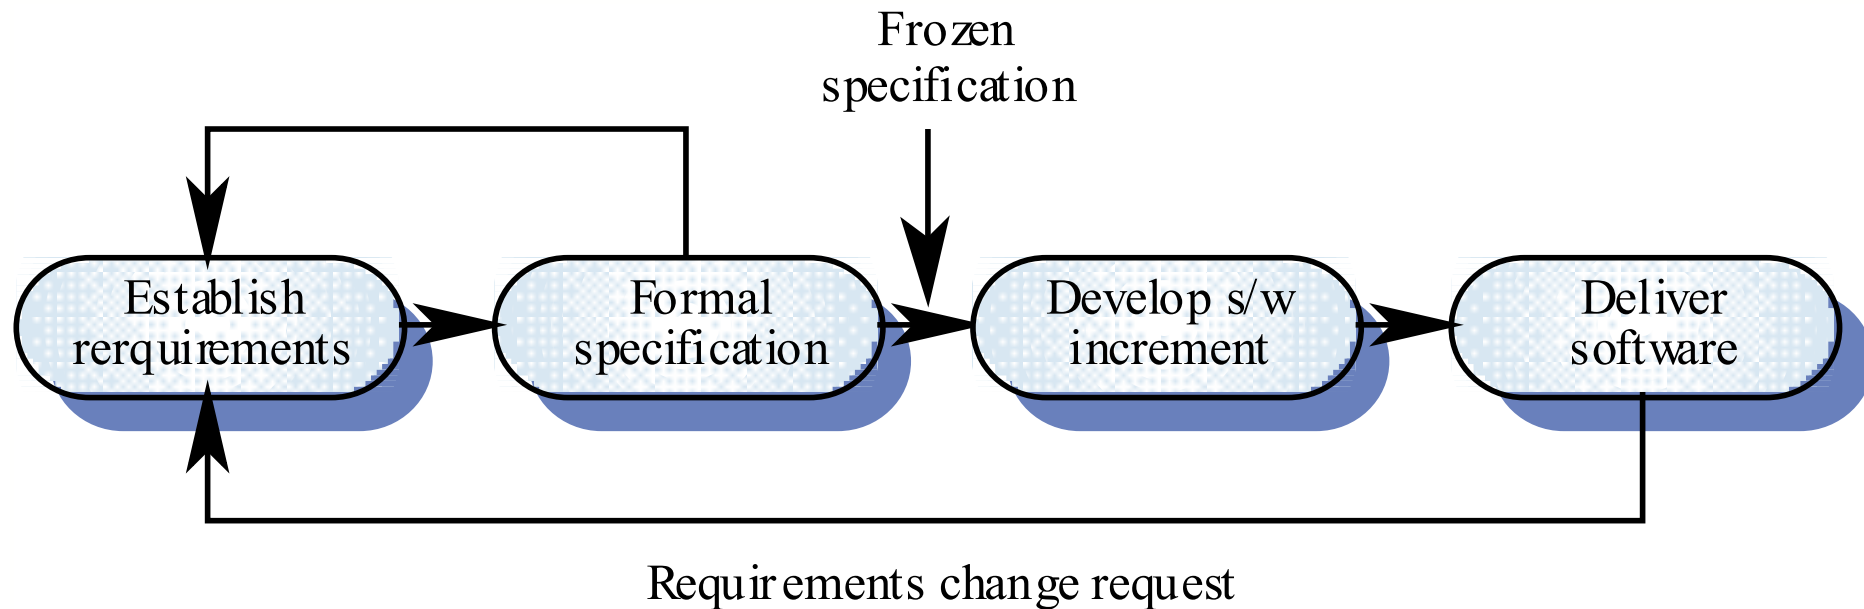 Frozen
specification
Establish
rerquirements
Formal
specification
Develop s/w
increment
Deliver
software
Requirements change request